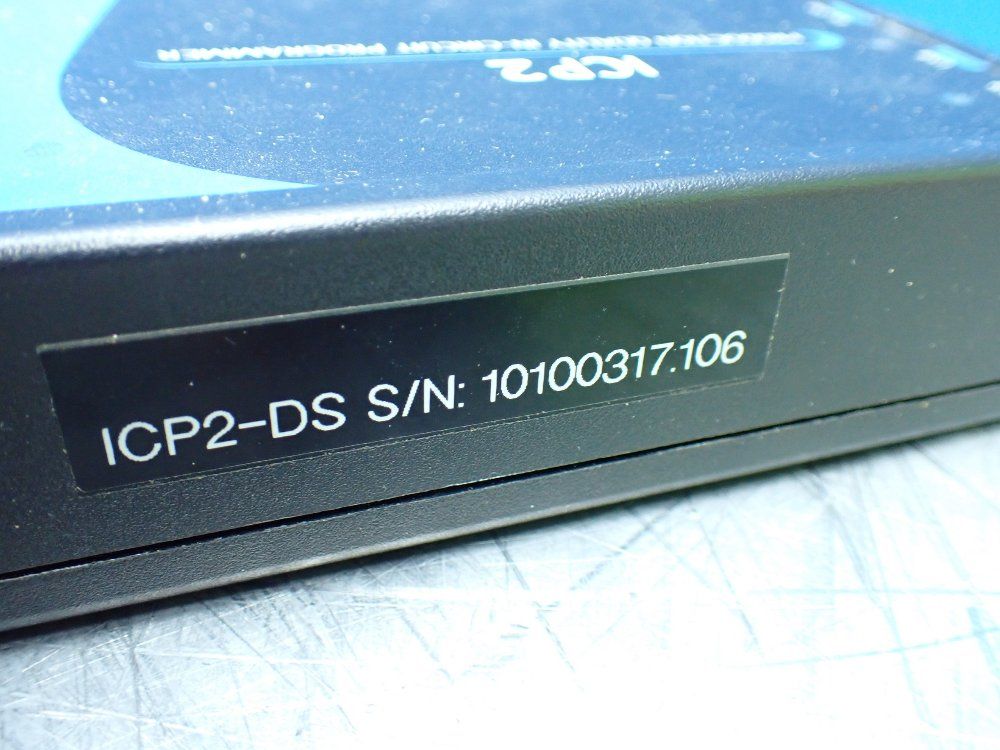 ICP2
PRODUCTION QUALITY IN-CIRCUIT PROGRAMMER
ICP2-DS S/N: 10100317.106